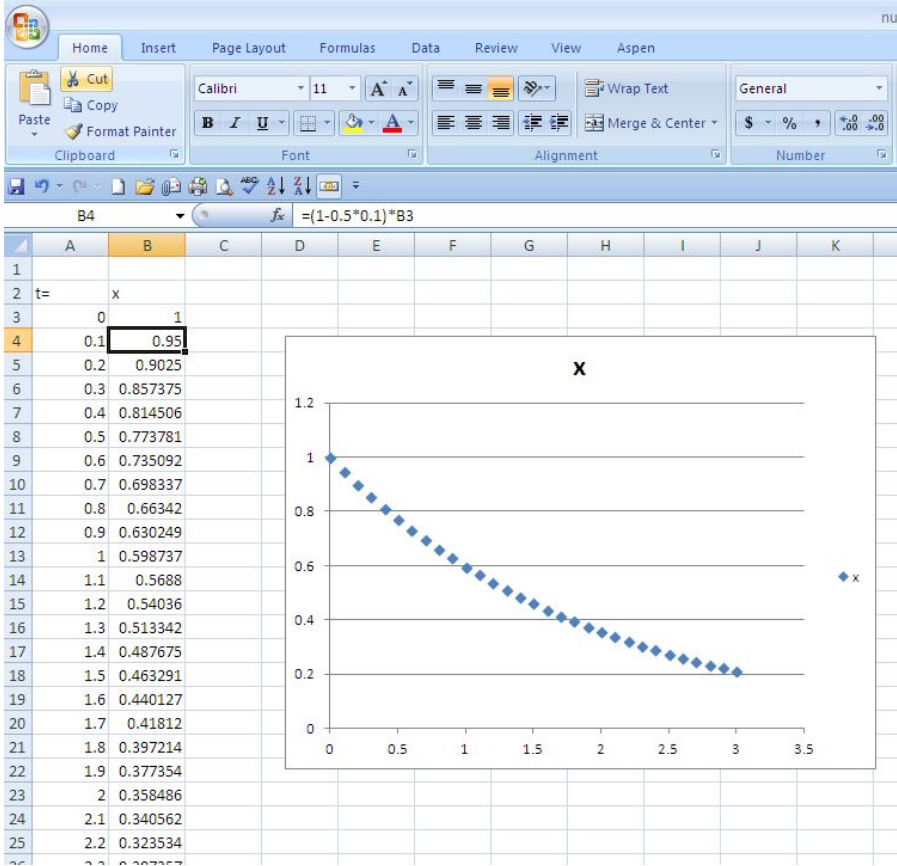 nu
Home Insert Page Layout Formulas Data Review View Aspen
Cut
Copy
Format Painter
Paste
Clipboard
Calibri 11 A A
B I U A
Font
Wrap Text
Merge & Center
Alignment
General
$ % , .0 .00 .00 .0
Number
ABC A Z Z A
B4 fx =(1-0.5*0.1)*B3
A B C D E F G H I J K
1
2 t= x
3 0 1
4 0.1 0.95
5 0.2 0.9025
6 0.3 0.857375
7 0.4 0.814506
8 0.5 0.773781
9 0.6 0.735092
10 0.7 0.698337
11 0.8 0.66342
12 0.9 0.630249
13 1 0.598737
14 1.1 0.5688
15 1.2 0.54036
16 1.3 0.513342
17 1.4 0.487675
18 1.5 0.463291
19 1.6 0.440127
20 1.7 0.41812
21 1.8 0.397214
22 1.9 0.377354
23 2 0.358486
24 2.1 0.340562
25 2.2 0.323534
x
1.2
1
0.8
0.6
0.4
0.2
0
0 0.5 1 1.5 2 2.5 3 3.5
x